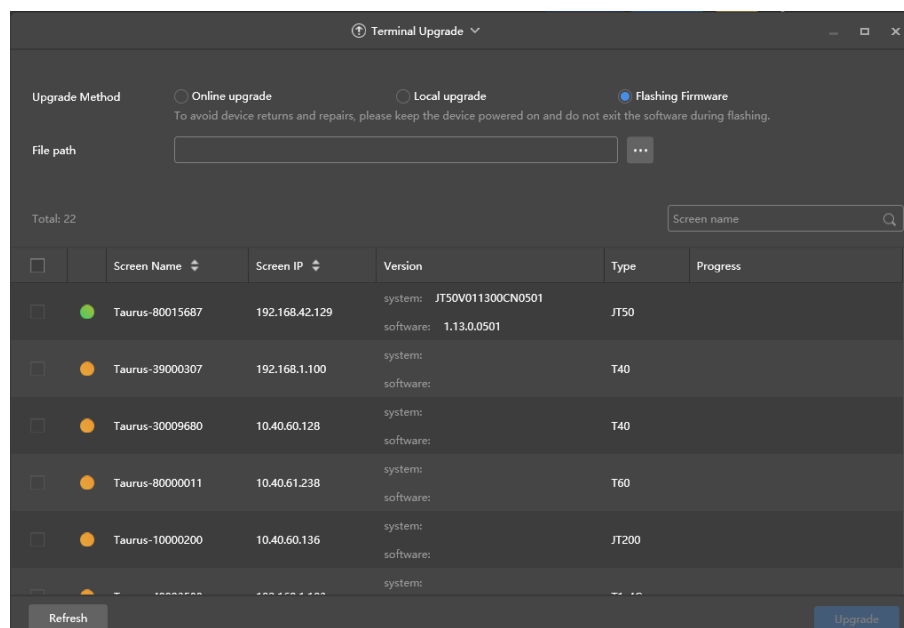 Terminal Upgrade
Upgrade Method Online upgrade Local upgrade Flashing Firmware
To avoid device returns and repairs, please keep the device powered on and do not exit the software during flashing.
File path ...
Total: 22 Screen name
Screen Name Screen IP Version Type Progress
system: JT50V011300CN0501
Taurus-80015687 192.168.42.129 JT50
software: 1.13.0.0501
system:
Taurus-39000307 192.168.1.100 T40
software:
system:
Taurus-30009680 10.40.60.128 T40
software:
system:
Taurus-80000011 10.40.61.238 T60
software:
system:
Taurus-10000200 10.40.60.136 JT200
software:
system:
Refresh Upgrade